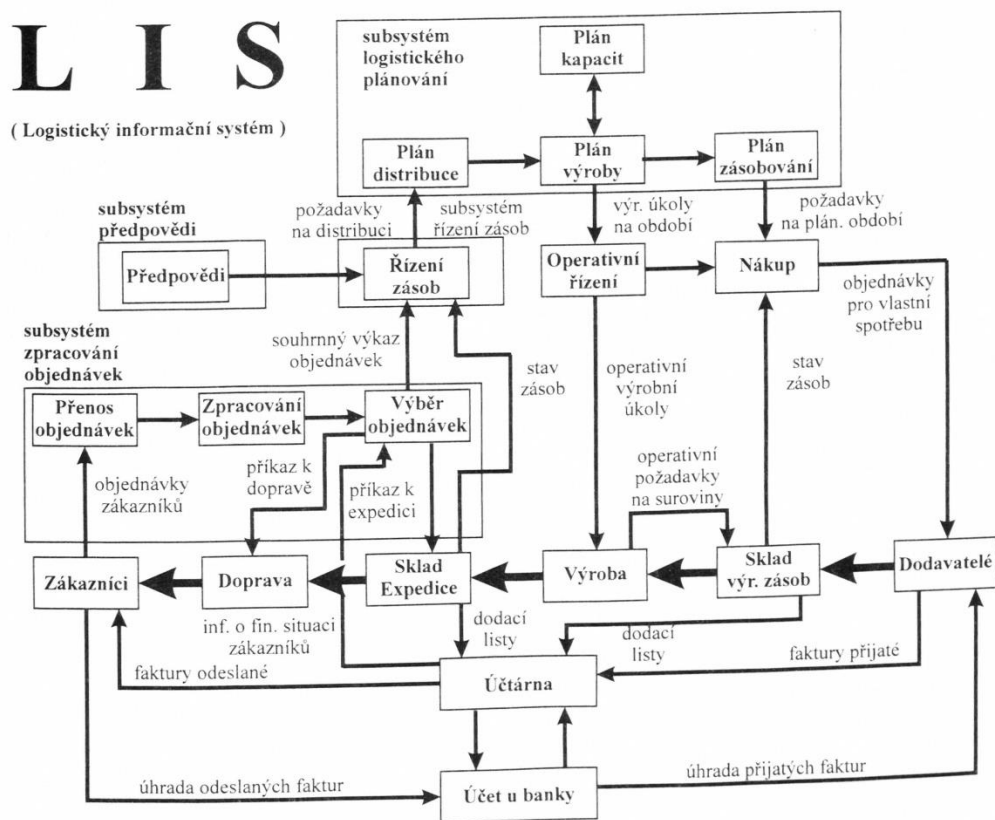 L I S
( Logistický informační systém )
subsystém
logistického
plánování
Plán
kapacit
Plán
distribuce
Plán
výroby
Plán
zásobování
subsystém
předpovědi
požadavky
na distribuci
subsystém
řízení zásob
výr. úkoly
na období
požadavky
na plán. období
Předpovědi
Řízení
zásob
Operativní
řízení
Nákup
objednávky
pro vlastní
spotřebu
subsystém
zpracování
objednávek
souhrnný výkaz
objednávek
stav
zásob
operativní
výrobní
úkoly
stav
zásob
Přenos
objednávek
Zpracování
objednávek
Výběr
objednávek
objednávky
zákazníků
příkaz k
dopravě
příkaz k
expedici
operativní
požadavky
na suroviny
Zákazníci
Doprava
Sklad
Expedice
Výroba
Sklad
výr. zásob
Dodavatelé
inf. o fin. situaci
zákazníků
dodací
listy
dodací
listy
faktury přijaté
faktury odeslané
Účtárna
úhrada odeslaných faktur
Účet u banky
úhrada přijatých faktur